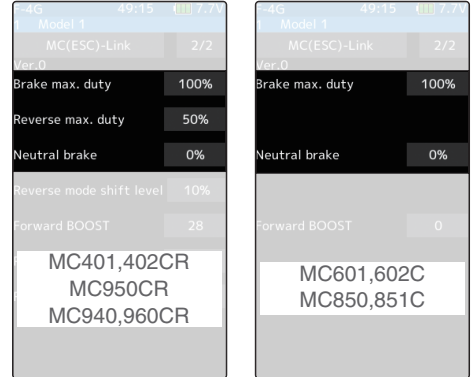 F-4G 49:15 7.7V
1 Model 1
MC(ESC)-Link 2/2
Ver.0
Brake max. duty 100%
Reverse max. duty 50%
Neutral brake 0%
Reverse mode shift level 10%
Forward BOOST 28
MC401,402CR
MC950CR
MC940,960CR
F-4G 49:15 7.7V
1 Model 1
MC(ESC)-Link 2/2
Ver.0
Brake max. duty 100%
Neutral brake 0%
Forward BOOST 0
MC601,602C
MC850,851C